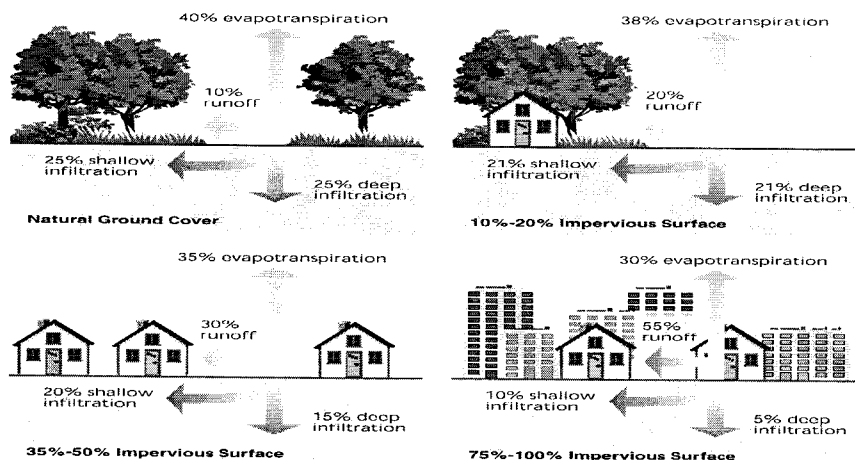 40% evapotranspiration
10%
runoff
25% shallow
infiltration
25% deep
infiltration
Natural Ground Cover
38% evapotranspiration
20%
runoff
21% shallow
infiltration
21% deep
infiltration
10%-20% Impervious Surface
35% evapotranspiration
30%
runoff
20% shallow
infiltration
15% deep
infiltration
35%-50% Impervious Surface
30% evapotranspiration
55%
runoff
10% shallow
infiltration
5% deep
infiltration
75%-100% Impervious Surface